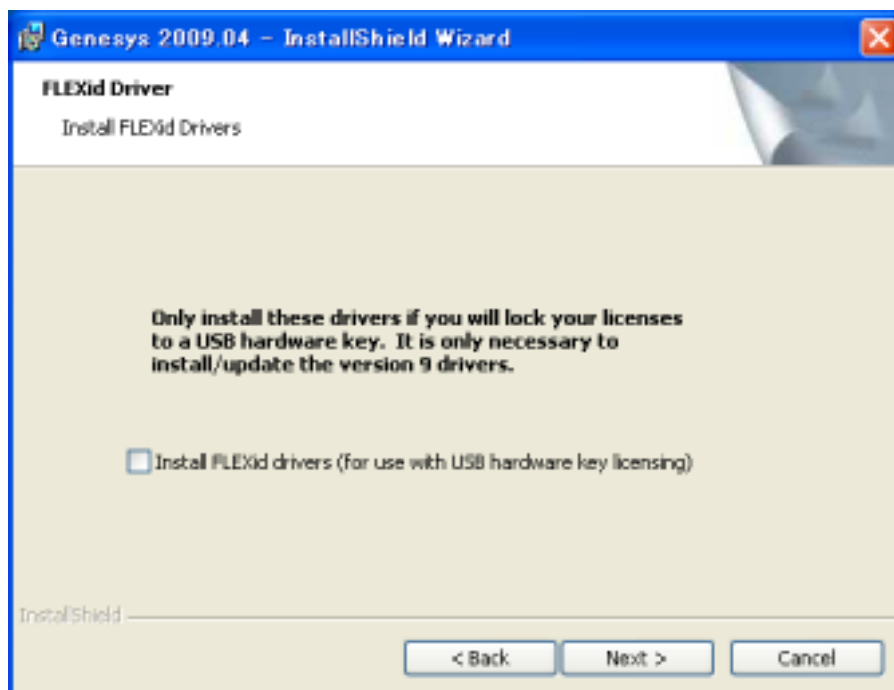 Genesys 2009.04 - InstallShield Wizard
FLEXid Driver
Install FLEXid Drivers
Only install these drivers if you will lock your licenses
to a USB hardware key. It is only necessary to
install/update the version 9 drivers.
Install FLEXid drivers (for use with USB hardware key licensing)
InstallShield
< Back Next > Cancel